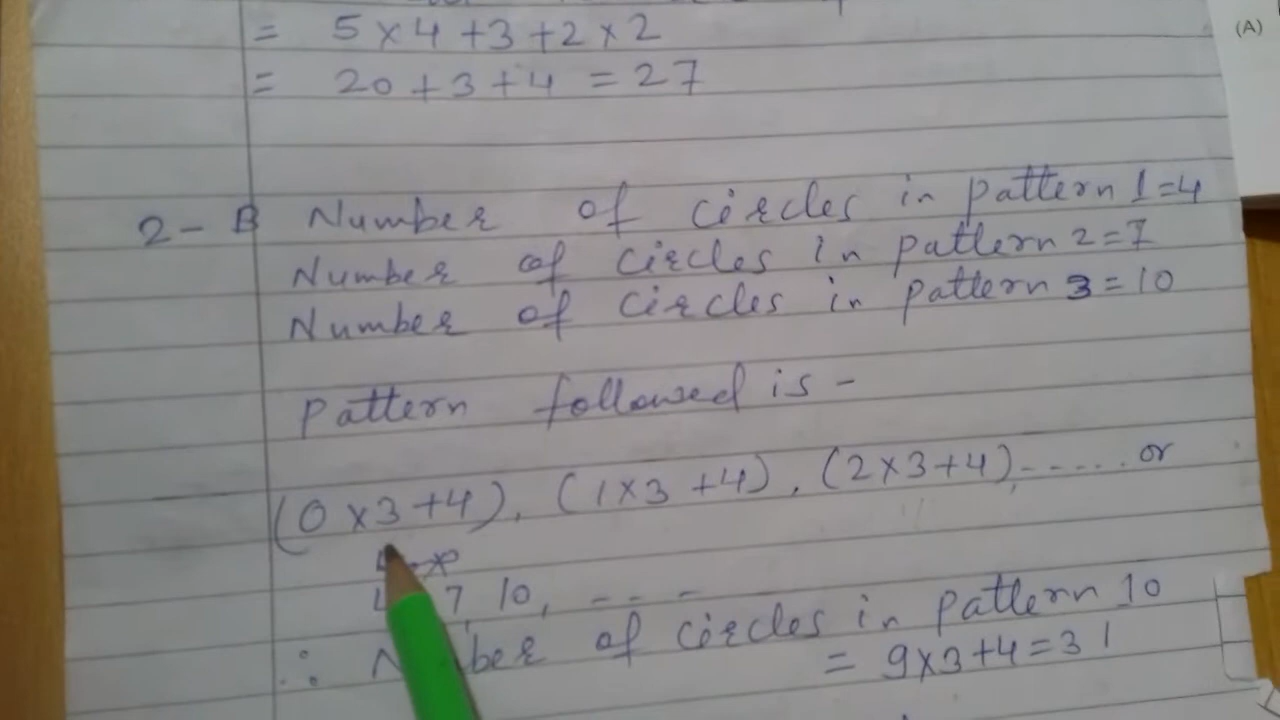 (A)
= 5 × 4 + 3 + 2 × 2
= 20 + 3 + 4 = 27
2 - B Number of circles in pattern 1 = 4
Number of circles in pattern 2 = 7
Number of circles in pattern 3 = 10
Pattern followed is -
(0 × 3 + 4), (1 × 3 + 4), (2 × 3 + 4), ..... or
7, 10, - - -
∴ Number of circles in pattern 10
= 9 × 3 + 4 = 31